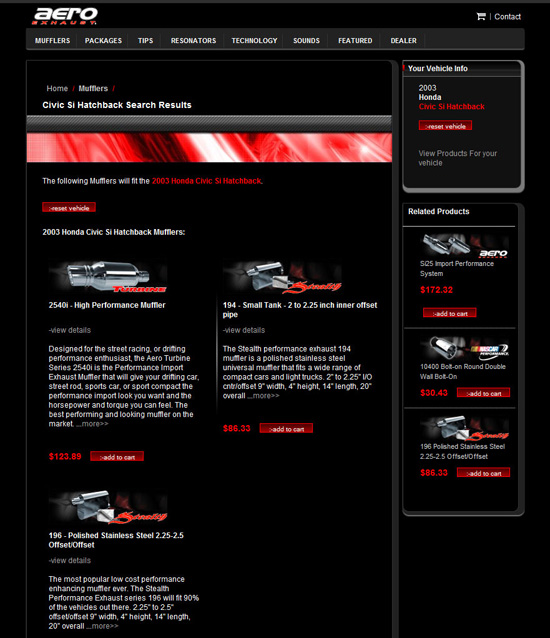 aero
EXHAUST.
Contact
MUFFLERS
PACKAGES
TIPS
RESONATORS
TECHNOLOGY
SOUNDS
FEATURED
DEALER
Home / Mufflers /
Civic Si Hatchback Search Results
The following Mufflers will fit the 2003 Honda Civic Si Hatchback.
:-reset vehicle
2003 Honda Civic Si Hatchback Mufflers:
TURBINE
2540i - High Performance Muffler
-view details
Designed for the street racing, or drifting
performance enthusiast, the Aero Turbine
Series 2540i is the Performance Import
Exhaust Muffler that will give your drifting car,
street rod, sports car, or sport compact the
performance import look you want and the
horsepower and torque you can feel. The
best performing and looking muffler on the
market. ...more>>
$123.89
:-add to cart
194 - Small Tank - 2 to 2.25 inch inner offset
pipe
-view details
The Stealth performance exhaust 194
muffler is a polished stainless steel
universal muffler that fits a wide range of
compact cars and light trucks. 2" to 2.25" I/O
cntr/offset 9" width, 4" height, 14" length, 20"
overall ...more>>
$86.33
:-add to cart
196 - Polished Stainless Steel 2.25-2.5
Offset/Offset
-view details
The most popular low cost performance
enhancing muffler ever. The Stealth
Performance Exhaust series 196 will fit 90%
of the vehicles out there. 2.25" to 2.5"
offset/offset 9" width, 4" height, 14" length,
20" overall ...more>>
Your Vehicle Info
2003
Honda
Civic Si Hatchback
:-reset vehicle
View Products For your
vehicle
Related Products
aero
EXHAUST
SI25 Import Performance
System
$172.32
:-add to cart
NASCAR
PERFORMANCE
10400 Bolt-on Round Double
Wall Bolt-On
$30.43
:-add to cart
196 Polished Stainless Steel
2.25-2.5 Offset/Offset
$86.33
:-add to cart